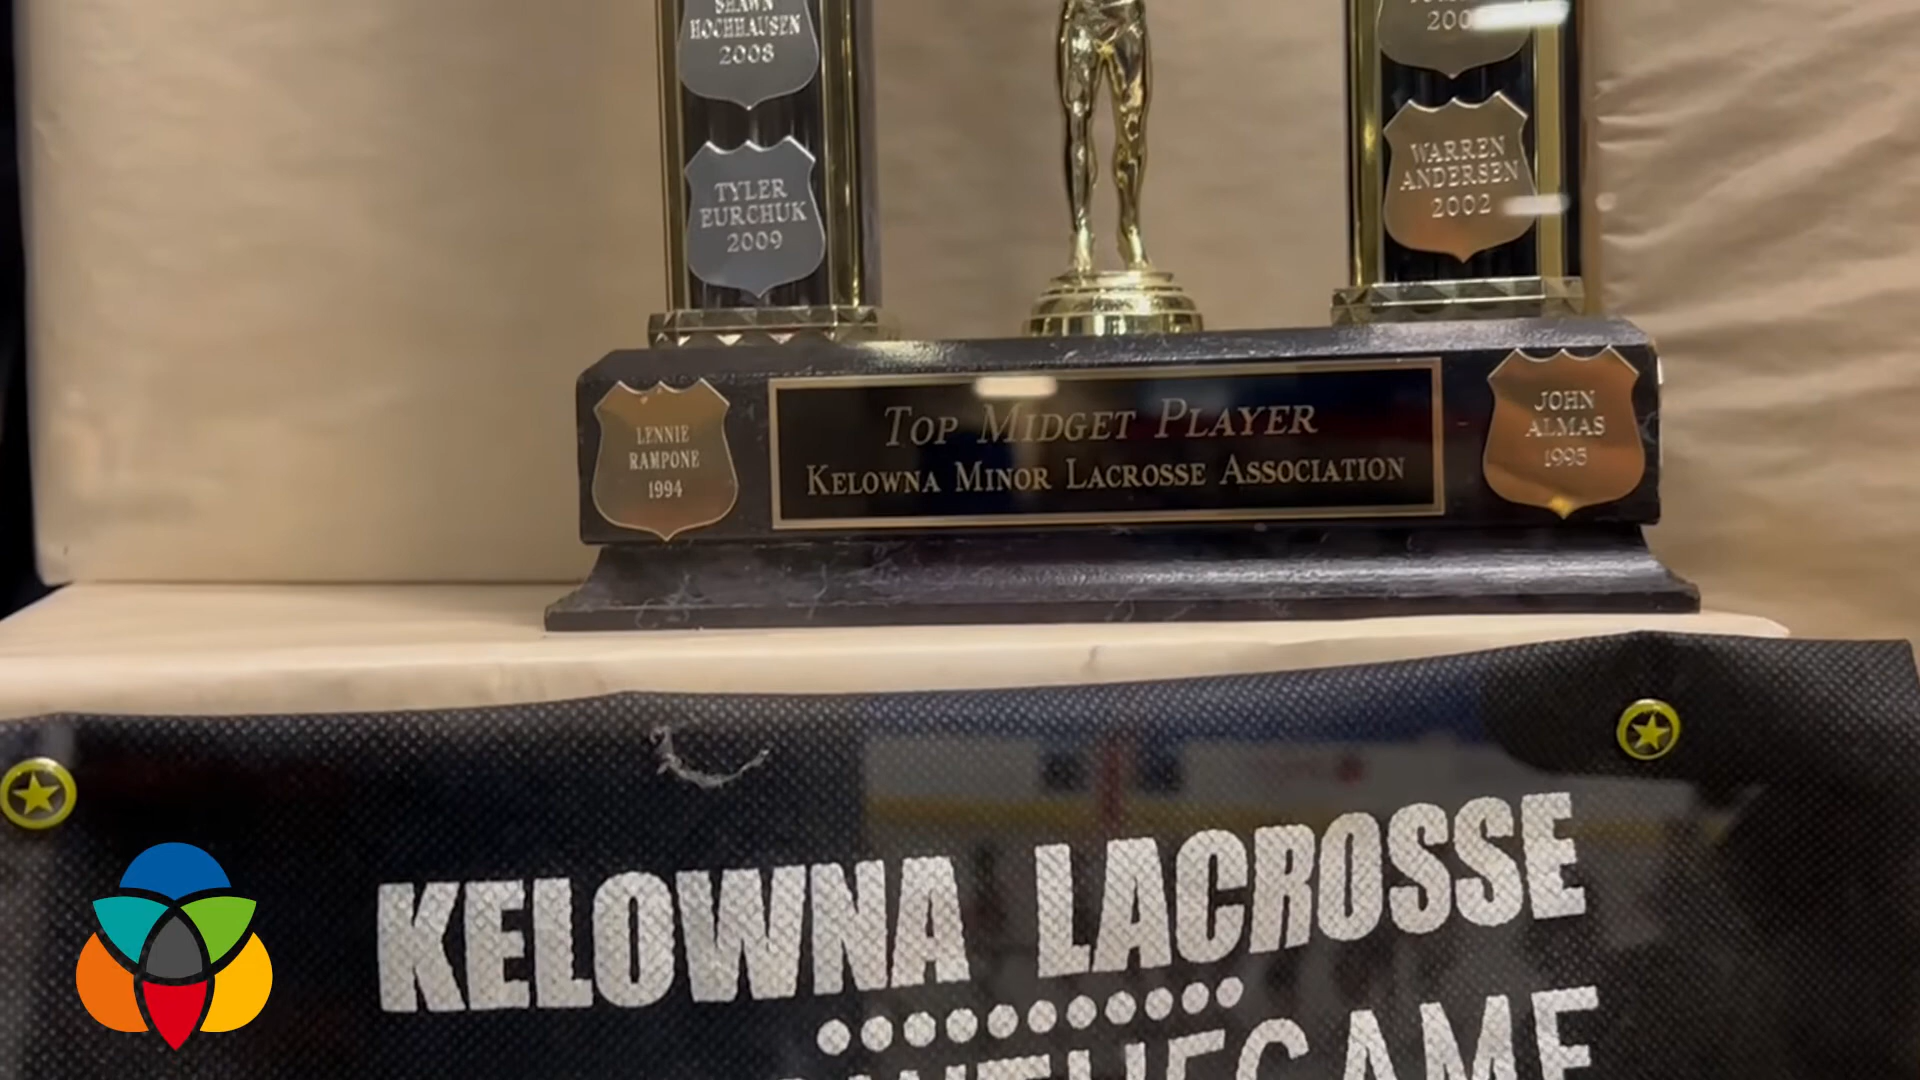 SHAWN
HOCHHAUSEN
2008
TYLER
EURCHUK
2009
WARREN
ANDERSEN
2002
LENNIE
RAMPONE
1994
TOP MIDGET PLAYER
KELOWNA MINOR LACROSSE ASSOCIATION
JOHN
ALMAS
1995
KELOWNA LACROSSE